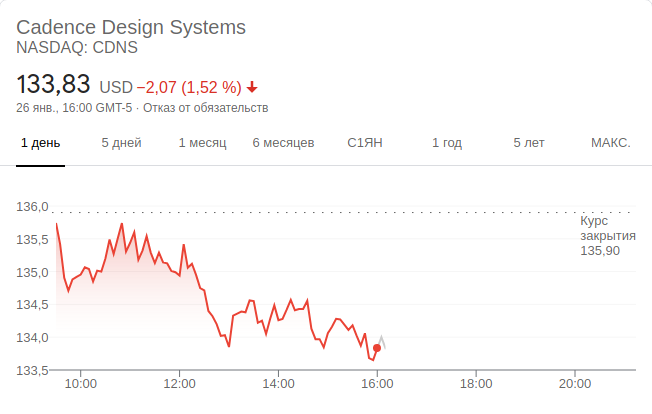 Cadence Design Systems
NASDAQ: CDNS
133,83 USD −2,07 (1,52 %)
26 янв., 16:00 GMT-5 · Отказ от обязательств
1 день 5 дней 1 месяц 6 месяцев С1ЯН 1 год 5 лет МАКС.
136,0
Курс
закрытия
135,90
135,5
135,0
134,5
134,0
133,5
10:00 12:00 14:00 16:00 18:00 20:00